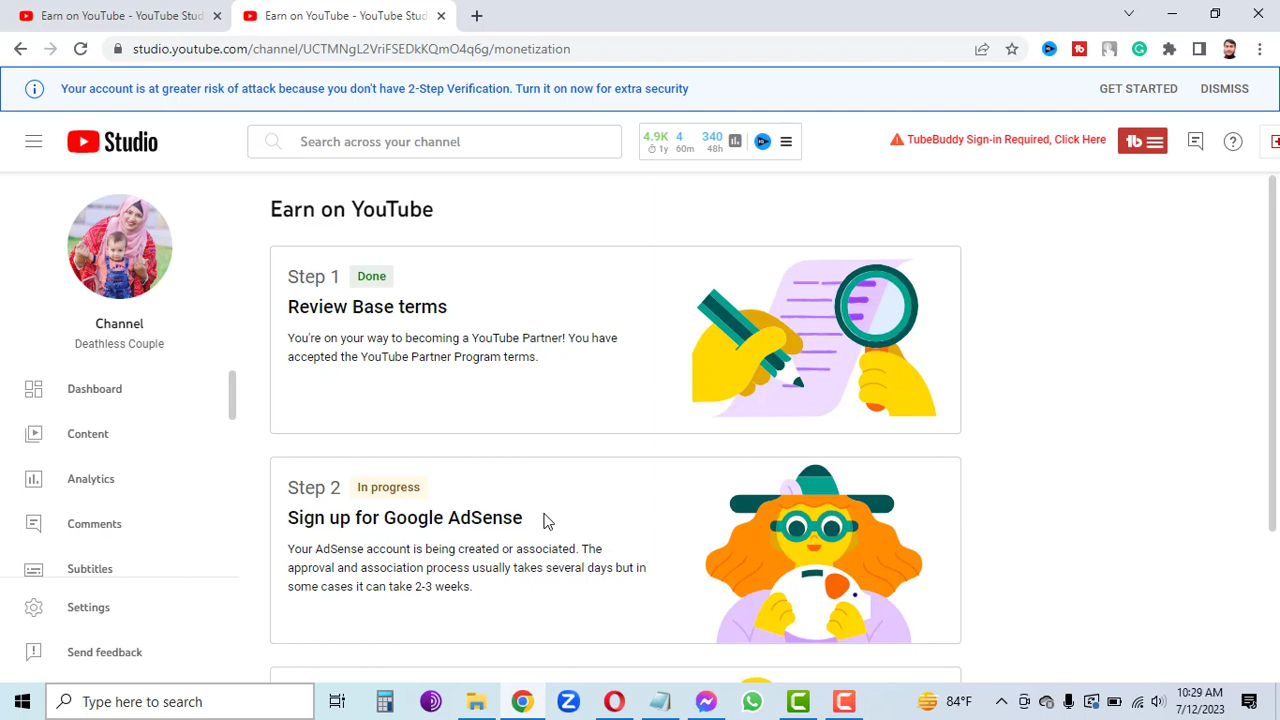 Earn on YouTube - YouTube Stud
Earn on YouTube - YouTube Stud
studio.youtube.com/channel/UCTMNgL2VriFSEDkKQmO4q6g/monetization
Your account is at greater risk of attack because you don't have 2-Step Verification. Turn it on now for extra security
GET STARTED
DISMISS
Studio
Search across your channel
4.9K 4 340
1y 60m 48h
TubeBuddy Sign-in Required, Click Here
tb
Earn on YouTube
Channel
Deathless Couple
Dashboard
Content
Analytics
Comments
Subtitles
Settings
Send feedback
Step 1 Done
Review Base terms
You're on your way to becoming a YouTube Partner! You have
accepted the YouTube Partner Program terms.
Step 2 In progress
Sign up for Google AdSense
Your AdSense account is being created or associated. The
approval and association process usually takes several days but in
some cases it can take 2-3 weeks.
Type here to search
84°F
10:29 AM
7/12/2023